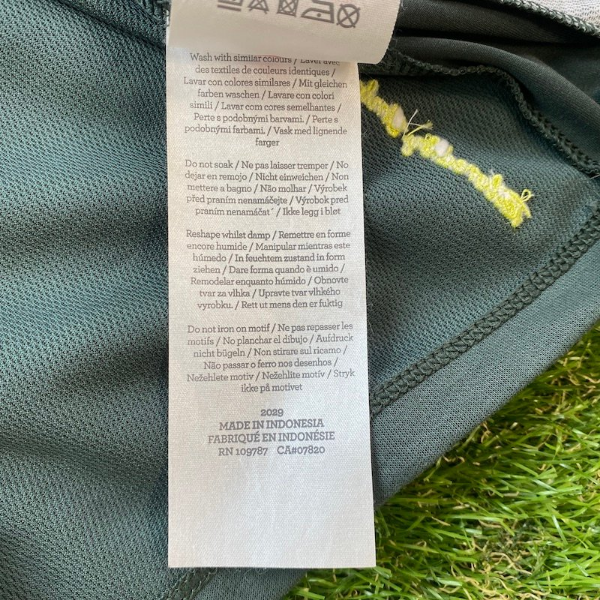 Wash with similar colours / Laver avec
des textiles de couleurs identiques /
Lavar con colores similares / Mit gleichen
farben waschen / Lavare con colori
simili / Lavar com cores semelhantes /
Perte s podobnými barvami. / Perte s
podobnými farbami. / Vask med lignende
farger
Do not soak / Ne pas laisser tremper / No
dejar en remojo / Nicht einweichen / Non
mettere a bagno / Não molhar / Výrobek
před praním nenamáčejte / Výrobok pred
praním nenamáčať / Ikke legg i bløt
Reshape whilst damp / Remettre en forme
encore humide / Manipular mientras este
húmedo / In feuchtem zustand in form
ziehen / Dare forma quando è umido /
Remodelar enquanto húmido / Obnovte
tvar za vlhka / Upravte tvar vlhkého
výrobku. / Rett ut mens den er fuktig
Do not iron on motif / Ne pas repasser les
motifs / No planchar el dibujo / Aufdruck
nicht bügeln / Non stirare sul ricamo /
Não passar o ferro nos desenhos /
Nežehlete motiv / Nežehlite motív / Stryk
ikke på motivet
2029
MADE IN INDONESIA
FABRIQUÉ EN INDONÉSIE
RN 109787 CA#07820